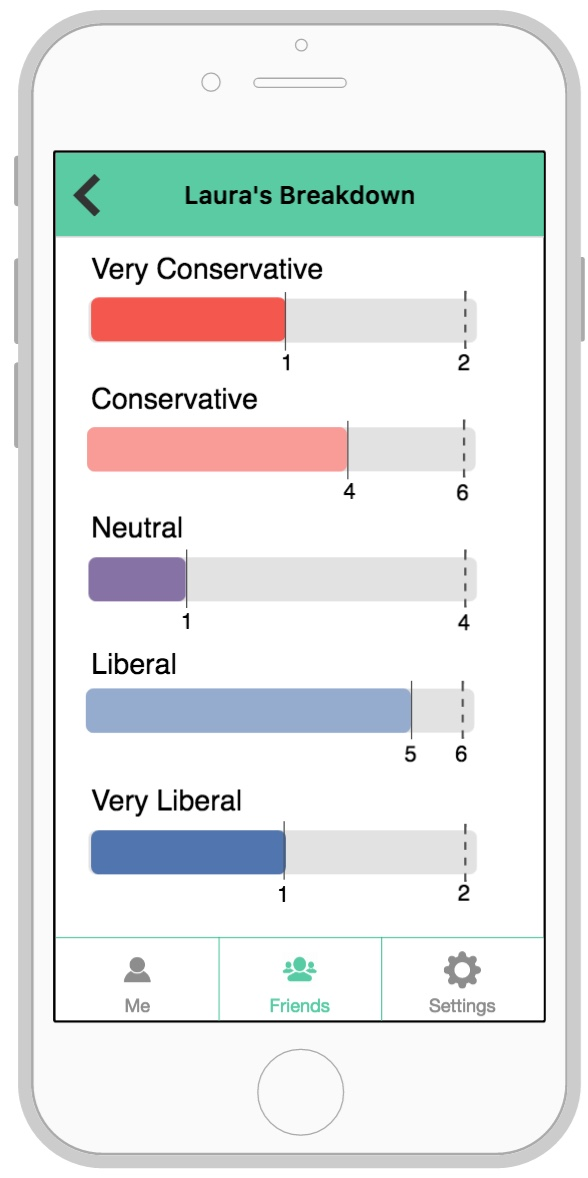 Laura's Breakdown
Very Conservative
1 2
Conservative
4 6
Neutral
1 4
Liberal
5 6
Very Liberal
1 2
Me Friends Settings